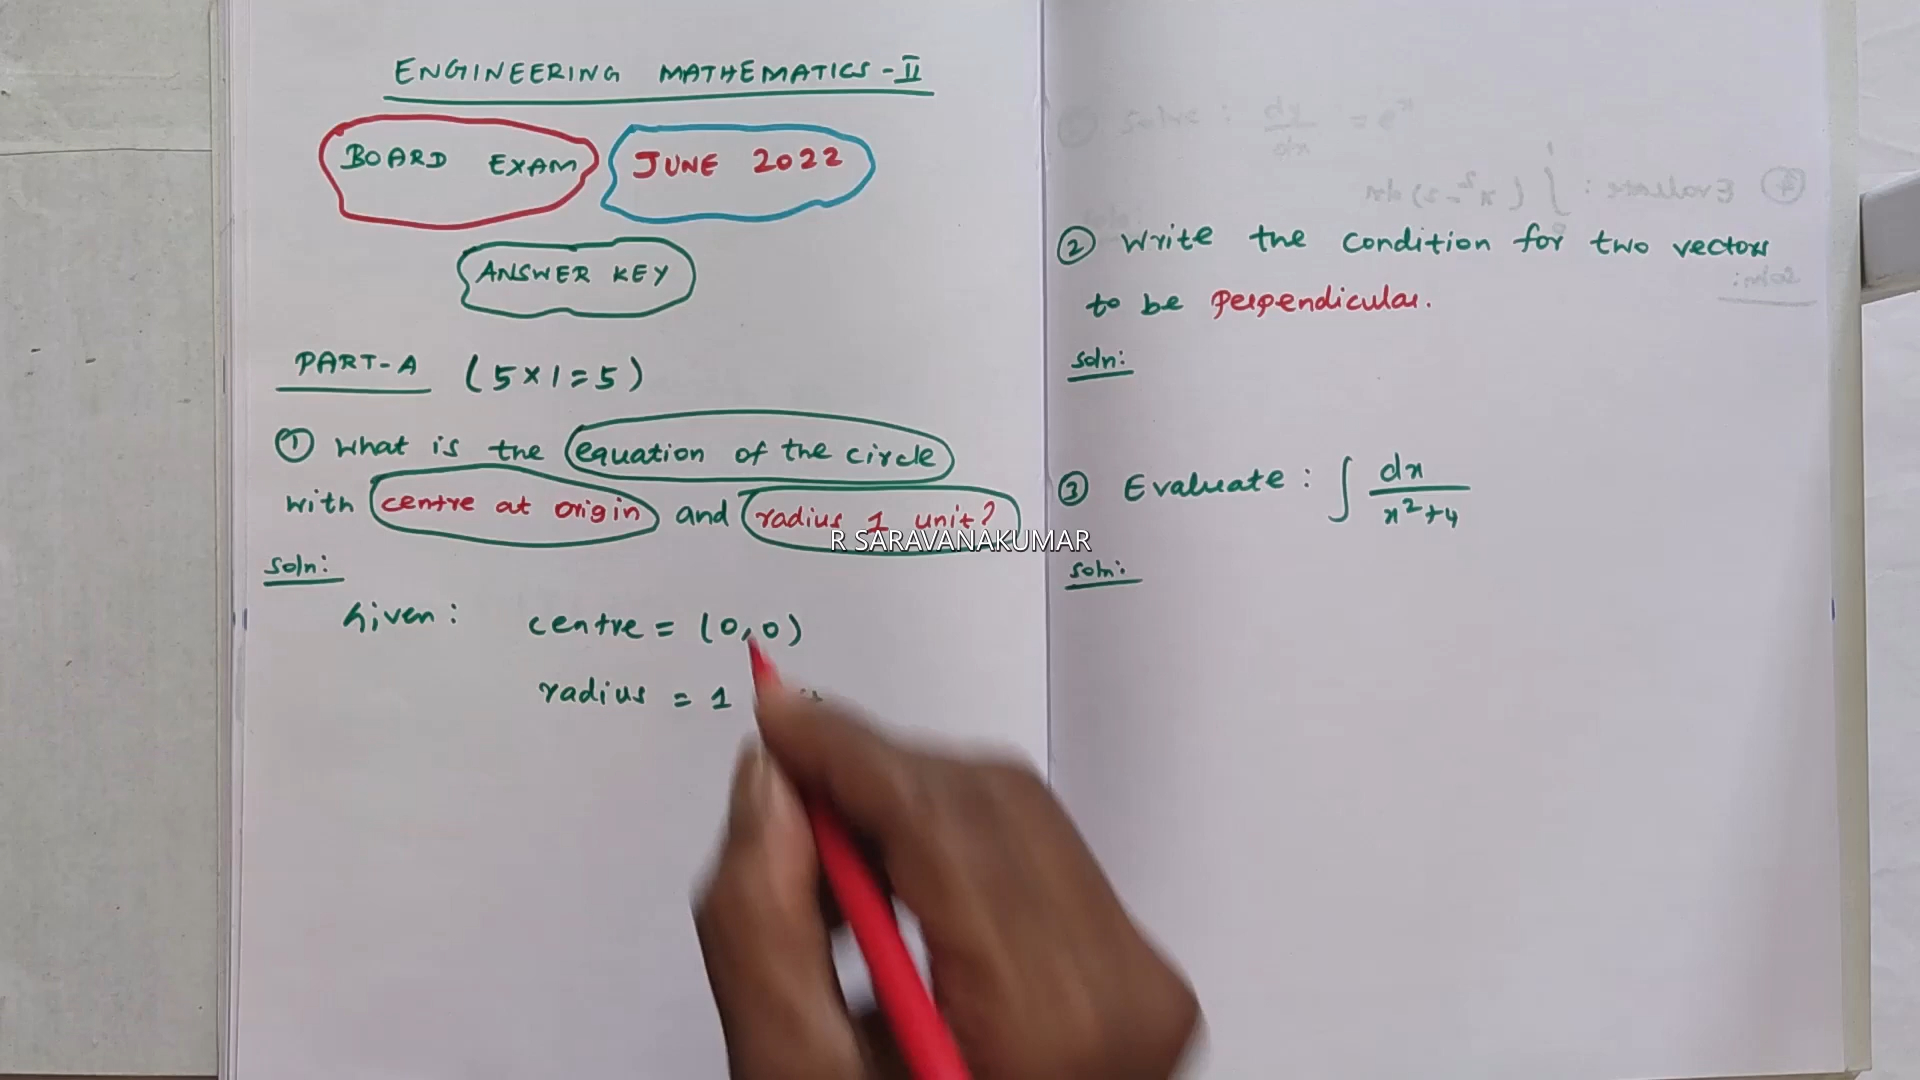 ENGINEERING MATHEMATICS - II
BOARD EXAM JUNE 2022
ANSWER KEY
PART-A (5×1=5)
① What is the equation of the circle
with centre at origin and radius 1 unit?
R SARAVANAKUMAR
Soln:
Given: centre = (0,0)
radius = 1
② Write the condition for two vectors
to be perpendicular.
Soln:
③ Evaluate : ∫ dx / x²+4
Soln: